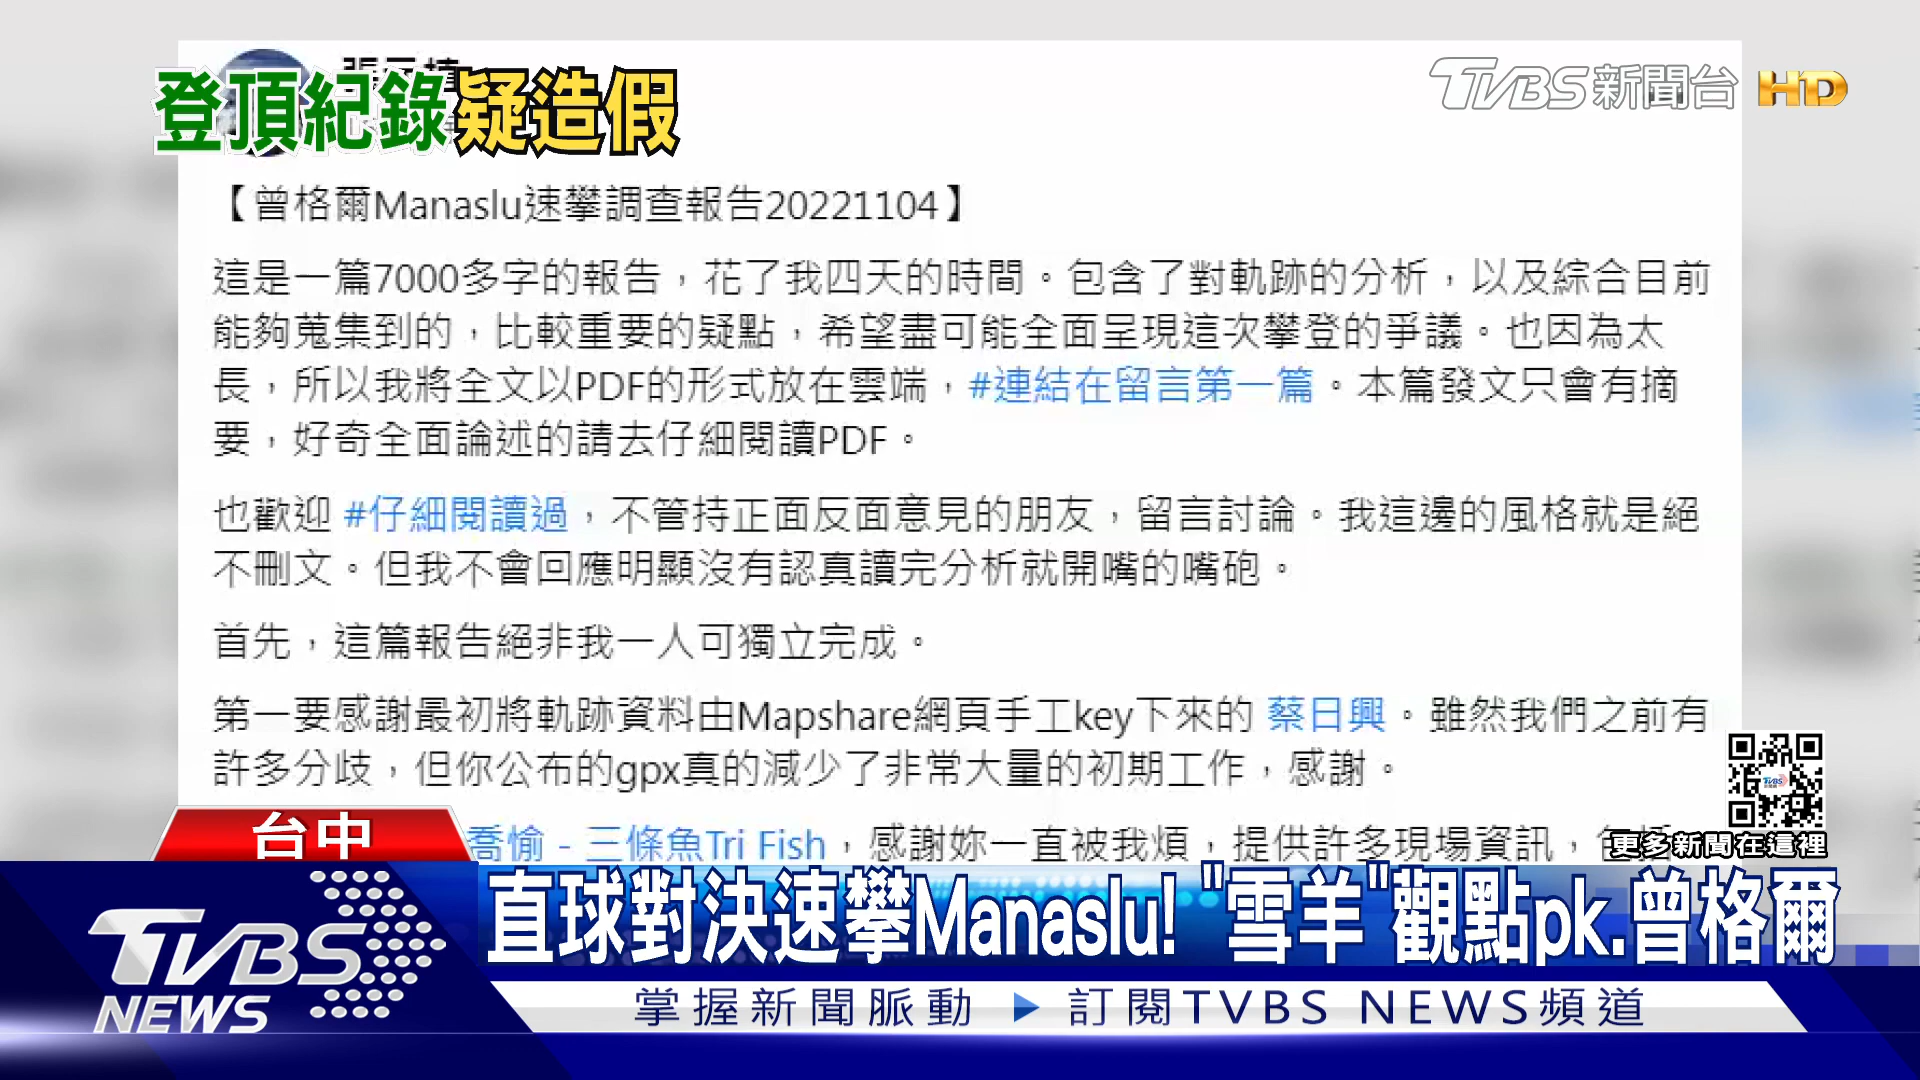 登頂紀錄疑造假
TVBS新聞台 HD
【曾格爾Manaslu速攀調查報告20221104】
這是一篇7000多字的報告，花了我四天的時間。包含了對軌跡的分析，以及綜合目前
能夠蒐集到的，比較重要的疑點，希望盡可能全面呈現這次攀登的爭議。也因為太
長，所以我將全文以PDF的形式放在雲端，#連結在留言第一篇。本篇發文只會有摘
要，好奇全面論述的請去仔細閱讀PDF。
也歡迎 #仔細閱讀過，不管持正面反面意見的朋友，留言討論。我這邊的風格就是絕
不刪文。但我不會回應明顯沒有認真讀完分析就開嘴的嘴砲。
首先，這篇報告絕非我一人可獨立完成。
第一要感謝最初將軌跡資料由Mapshare網頁手工key下來的 蔡日興。雖然我們之前有
許多分歧，但你公布的gpx真的減少了非常大量的初期工作，感謝。
喬愉 - 三條魚Tri Fish，感謝妳一直被我煩，提供許多現場資訊，包括
更多新聞在這裡
台中
直球對決速攀Manaslu! "雪羊"觀點pk.曾格爾
TVBS
NEWS
掌握新聞脈動 ▶ 訂閱TVBS NEWS頻道